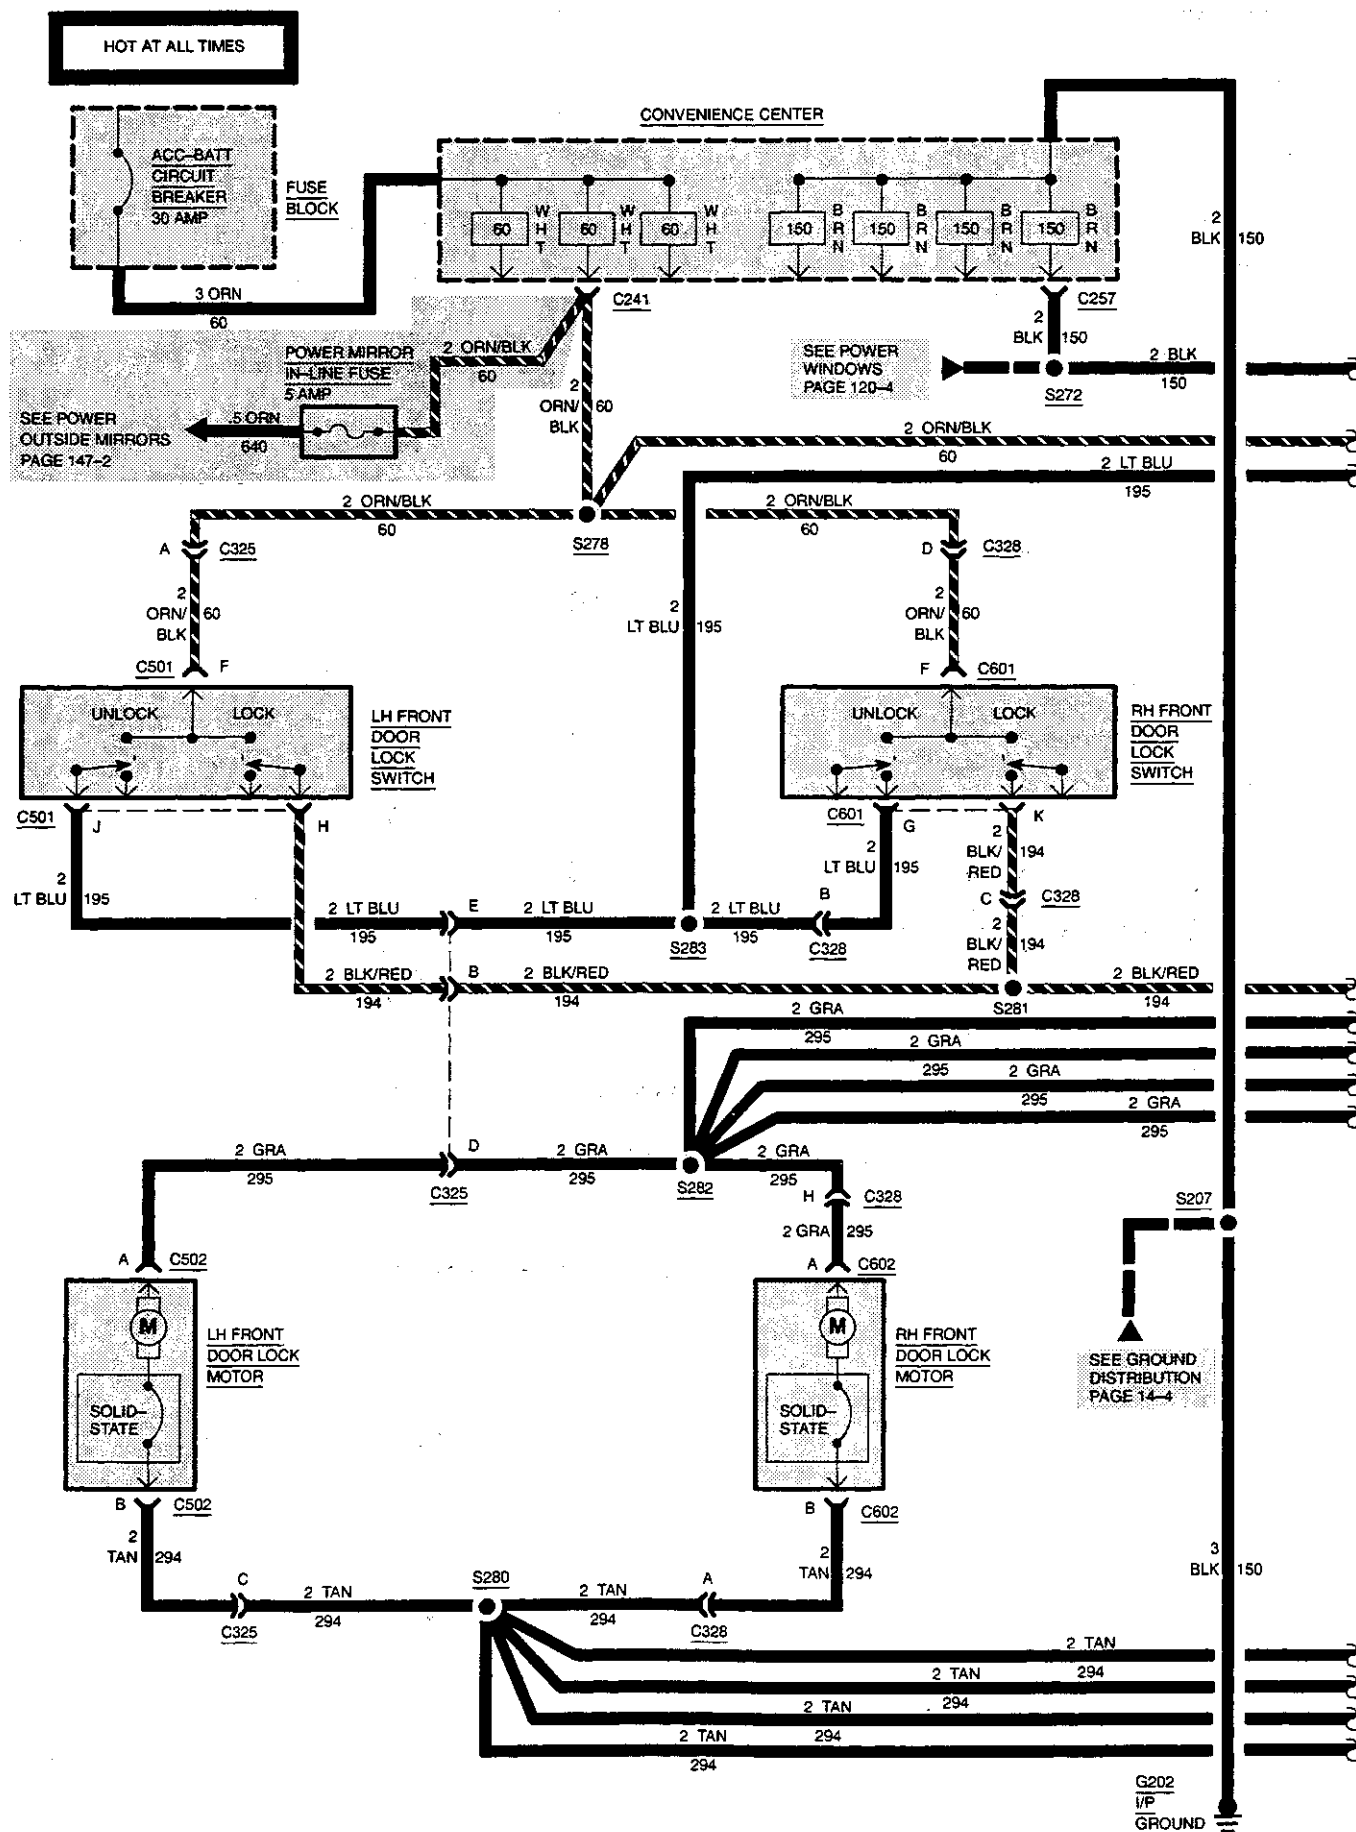 HOT AT ALL TIMES
CONVENIENCE CENTER
ACC-BATT
CIRCUIT
BREAKER
30 AMP
FUSE
BLOCK
60
WHT
60
WHT
60
WHT
150
BRN
150
BRN
150
BRN
150
BRN
2
BLK
150
3 ORN
60
C241
C257
2
BLK
150
POWER MIRROR
IN-LINE FUSE
5 AMP
2 ORN/BLK
60
SEE POWER
WINDOWS
PAGE 120-4
S272
2 BLK
150
2
ORN/
BLK
60
SEE POWER
OUTSIDE MIRRORS
PAGE 147-2
.5 ORN
640
2 ORN/BLK
60
2 LT BLU
195
2 ORN/BLK
60
S278
2 ORN/BLK
60
A
C325
D
C328
2
ORN/
BLK
60
2
LT BLU
195
2
ORN/
BLK
60
C501
F
F
C601
UNLOCK
LOCK
LH FRONT
DOOR
LOCK
SWITCH
UNLOCK
LOCK
RH FRONT
DOOR
LOCK
SWITCH
C501
J
H
C601
G
K
2
LT BLU
195
2
LT BLU
195
2
BLK/
RED
194
C
C328
2
BLK/
RED
194
2 LT BLU
195
E
2 LT BLU
195
S283
2 LT BLU
195
B
C328
2 BLK/RED
194
B
2 BLK/RED
194
S281
2 BLK/RED
194
2 GRA
295
2 GRA
295
2 GRA
295
2 GRA
295
2 GRA
295
D
C325
2 GRA
295
S282
2 GRA
295
H
C328
2 GRA
295
S207
A
C502
A
C602
M
LH FRONT
DOOR LOCK
MOTOR
SOLID-
STATE
M
RH FRONT
DOOR LOCK
MOTOR
SOLID-
STATE
SEE GROUND
DISTRIBUTION
PAGE 14-4
B
C502
B
C602
2
TAN
294
2
TAN
294
3
BLK
150
C
C325
2 TAN
294
S280
2 TAN
294
A
C328
2 TAN
294
2 TAN
294
2 TAN
294
2 TAN
294
G202
I/P
GROUND